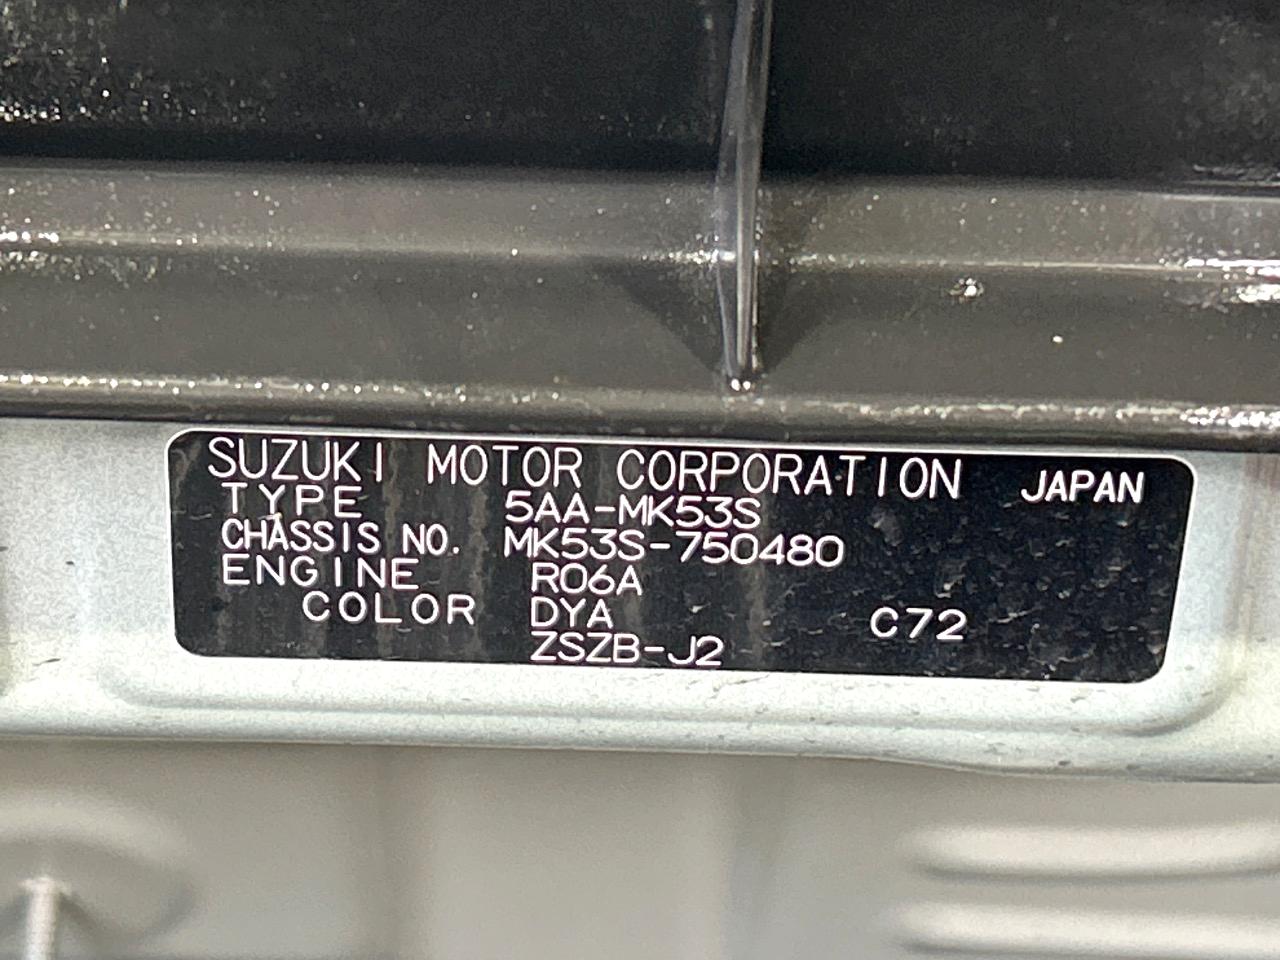 SUZUKI MOTOR CORPORATION JAPAN
TYPE 5AA-MK53S
CHASSIS NO. MK53S-750480
ENGINE R06A
COLOR DYA C72
ZSZB-J2